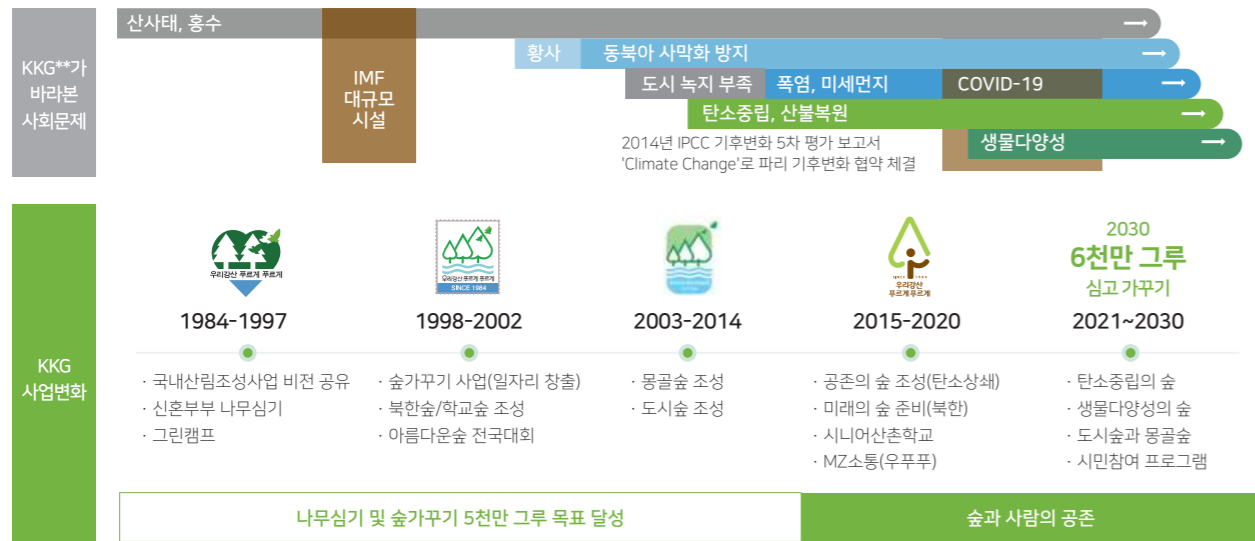 KKG**가
바라본
사회문제
산사태, 홍수
IMF
대규모
시설
황사
동북아 사막화 방지
도시 녹지 부족
폭염, 미세먼지
COVID-19
탄소중립, 산불복원
2014년 IPCC 기후변화 5차 평가 보고서
'Climate Change'로 파리 기후변화 협약 체결
생물다양성
KKG
사업변화
우리강산 푸르게 푸르게
1984-1997
· 국내산림조성사업 비전 공유
· 신혼부부 나무심기
· 그린캠프
우리강산 푸르게 푸르게
SINCE 1984
1998-2002
· 숲가꾸기 사업(일자리 창출)
· 북한숲/학교숲 조성
· 아름다운숲 전국대회
2003-2014
· 몽골숲 조성
· 도시숲 조성
우리강산
푸르게푸르게
2015-2020
· 공존의 숲 조성(탄소상쇄)
· 미래의 숲 준비(북한)
· 시니어산촌학교
· MZ소통(우푸푸)
2030
6천만 그루
심고 가꾸기
2021~2030
· 탄소중립의 숲
· 생물다양성의 숲
· 도시숲과 몽골숲
· 시민참여 프로그램
나무심기 및 숲가꾸기 5천만 그루 목표 달성
숲과 사람의 공존